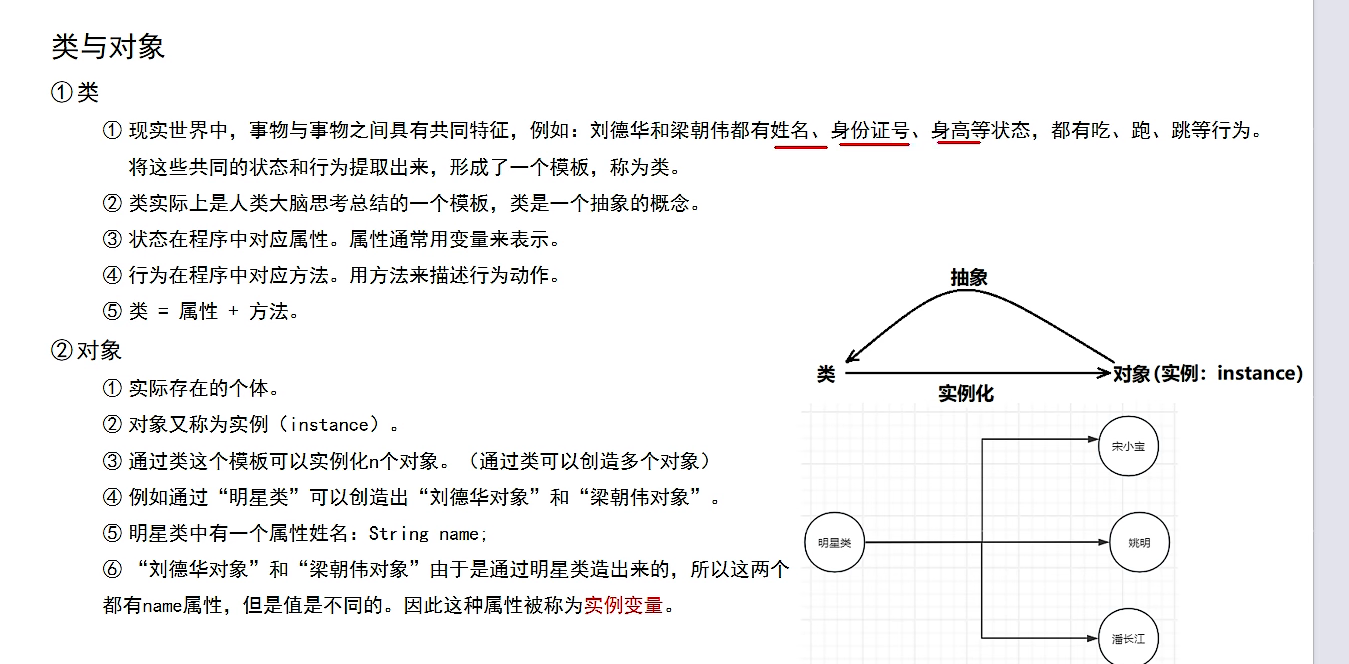 类与对象
① 类
① 现实世界中，事物与事物之间具有共同特征，例如：刘德华和梁朝伟都有姓名、身份证号、身高等状态，都有吃、跑、跳等行为。
将这些共同的状态和行为提取出来，形成了一个模板，称为类。
② 类实际上是人类大脑思考总结的一个模板，类是一个抽象的概念。
③ 状态在程序中对应属性。属性通常用变量来表示。
④ 行为在程序中对应方法。用方法来描述行为动作。
⑤ 类 = 属性 + 方法。
② 对象
① 实际存在的个体。
② 对象又称为实例（instance）。
③ 通过类这个模板可以实例化n个对象。（通过类可以创造多个对象）
④ 例如通过“明星类”可以创造出“刘德华对象”和“梁朝伟对象”。
⑤ 明星类中有一个属性姓名：String name;
⑥ “刘德华对象”和“梁朝伟对象”由于是通过明星类造出来的，所以这两个
都有name属性，但是值是不同的。因此这种属性被称为实例变量。
抽象
类
对象(实例：instance)
实例化
宋小宝
明星类
姚明
潘长江